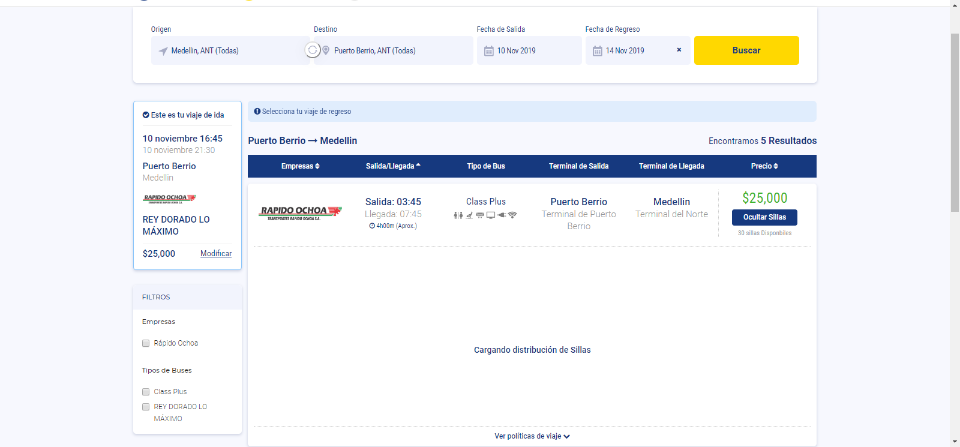 Origen
Destino
Fecha de Salida
Fecha de Regreso
Medellin, ANT (Todas)
Puerto Berrio, ANT (Todas)
10 Nov 2019
14 Nov 2019
×
Buscar
Este es tu viaje de ida
10 noviembre 16:45
10 noviembre 21:30
Puerto Berrio
Medellin
RAPIDO OCHOA
REY DORADO LO
MÁXIMO
$25,000
Modificar
FILTROS
Empresas
Rápido Ochoa
Tipos de Buses
Class Plus
REY DORADO LO
MÁXIMO
Selecciona tu viaje de regreso
Puerto Berrio → Medellin
Encontramos 5 Resultados
Empresas
Salida/Llegada
Tipo de Bus
Terminal de Salida
Terminal de Llegada
Precio
RAPIDO OCHOA
Salida: 03:45
Llegada: 07:45
4h00m (Aprox.)
Class Plus
Puerto Berrio
Terminal de Puerto
Berrio
Medellin
Terminal del Norte
$25,000
Ocultar Sillas
Sillas Disponibles
Cargando distribución de Sillas
Ver políticas de viaje